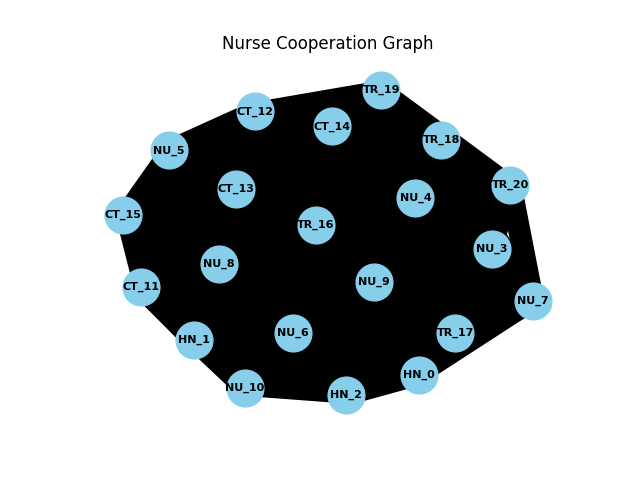 Nurse Cooperation Graph
TR_19
CT_12
CT_14
TR_18
NU_5
TR_20
CT_13
NU_4
CT_15
TR_16
NU_3
NU_8
NU_9
CT_11
NU_7
NU_6
TR_17
HN_1
HN_0
NU_10
HN_2